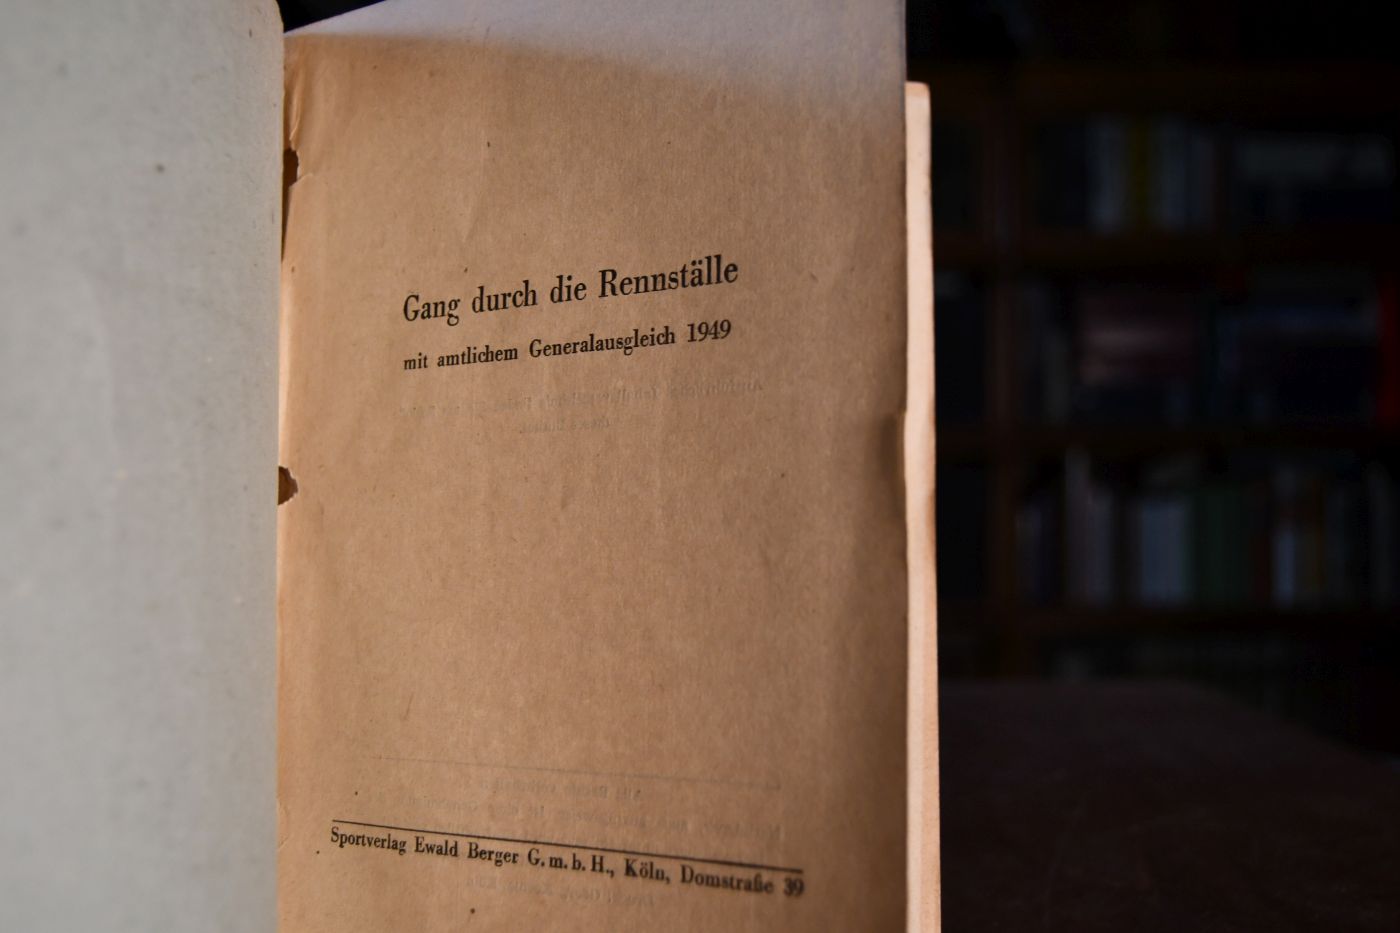 Gang durch die Rennställe
mit amtlichem Generalausgleich 1949
Sportverlag Ewald Berger G. m. b. H., Köln, Domstraße 39